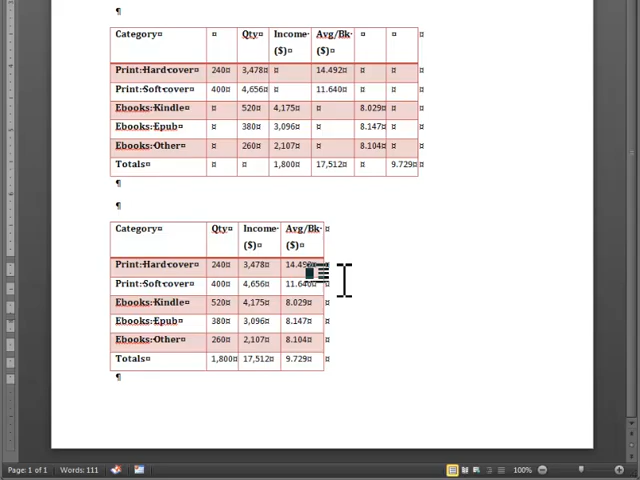 ¶
Category¤ ¤ Qty¤ Income· Avg/Bk· ¤ ¤ ¤
($)¤ ($)¤
Print:·Hardcover¤ 240¤ 3,478¤ ¤ 14.492¤ ¤ ¤ ¤
Print:·Softcover¤ 400¤ 4,656¤ ¤ 11.640¤ ¤ ¤ ¤
Ebooks:·Kindle¤ ¤ 520¤ 4,175¤ ¤ 8.029¤ ¤ ¤
Ebooks:·Epub¤ ¤ 380¤ 3,096¤ ¤ 8.147¤ ¤ ¤
Ebooks:·Other¤ ¤ 260¤ 2,107¤ ¤ 8.104¤ ¤ ¤
Totals¤ ¤ ¤ 1,800¤ 17,512¤ ¤ 9.729¤ ¤
¶
¶
Category¤ Qty¤ Income· Avg/Bk· ¤
($)¤ ($)¤
Print:·Hardcover¤ 240¤ 3,478¤ ¤
Print:·Softcover¤ 400¤ 4,656¤ 11.640¤ ¤
Ebooks:·Kindle¤ 520¤ 4,175¤ 8.029¤ ¤
Ebooks:·Epub¤ 380¤ 3,096¤ 8.147¤ ¤
Ebooks:·Other¤ 260¤ 2,107¤ 8.104¤ ¤
Totals¤ 1,800¤ 17,512¤ 9.729¤ ¤
¶
Page: 1 of 1 Words: 111 100%